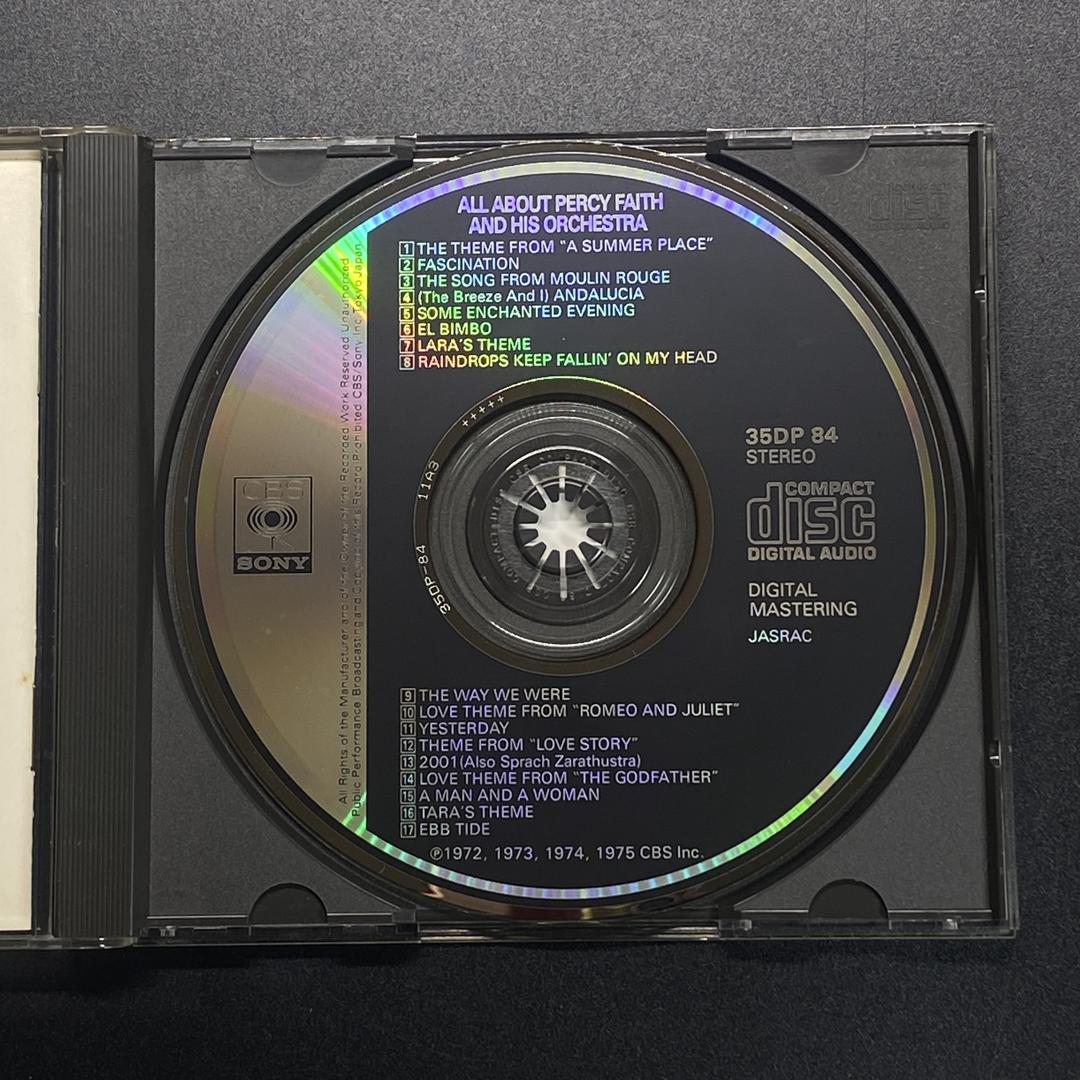 ALL ABOUT PERCY FAITH
AND HIS ORCHESTRA
1 THE THEME FROM "A SUMMER PLACE"
2 FASCINATION
3 THE SONG FROM MOULIN ROUGE
4 (The Breeze And I) ANDALUCIA
5 SOME ENCHANTED EVENING
6 EL BIMBO
7 LARA'S THEME
8 RAINDROPS KEEP FALLIN' ON MY HEAD
35DP 84
STEREO
COMPACT
disc
DIGITAL AUDIO
DIGITAL
MASTERING
JASRAC
CBS
SONY
All Rights of the Manufacturer and of the Owner of the Recorded Work Reserved Unauthorized
Public Performance Broadcasting and Copying of this Record Prohibited CBS/Sony Inc. Tokyo Japan
35DP-84 11A3 +++++
9 THE WAY WE WERE
10 LOVE THEME FROM "ROMEO AND JULIET"
11 YESTERDAY
12 THEME FROM "LOVE STORY"
13 2001(Also Sprach Zarathustra)
14 LOVE THEME FROM "THE GODFATHER"
15 A MAN AND A WOMAN
16 TARA'S THEME
17 EBB TIDE
℗1972, 1973, 1974, 1975 CBS Inc.